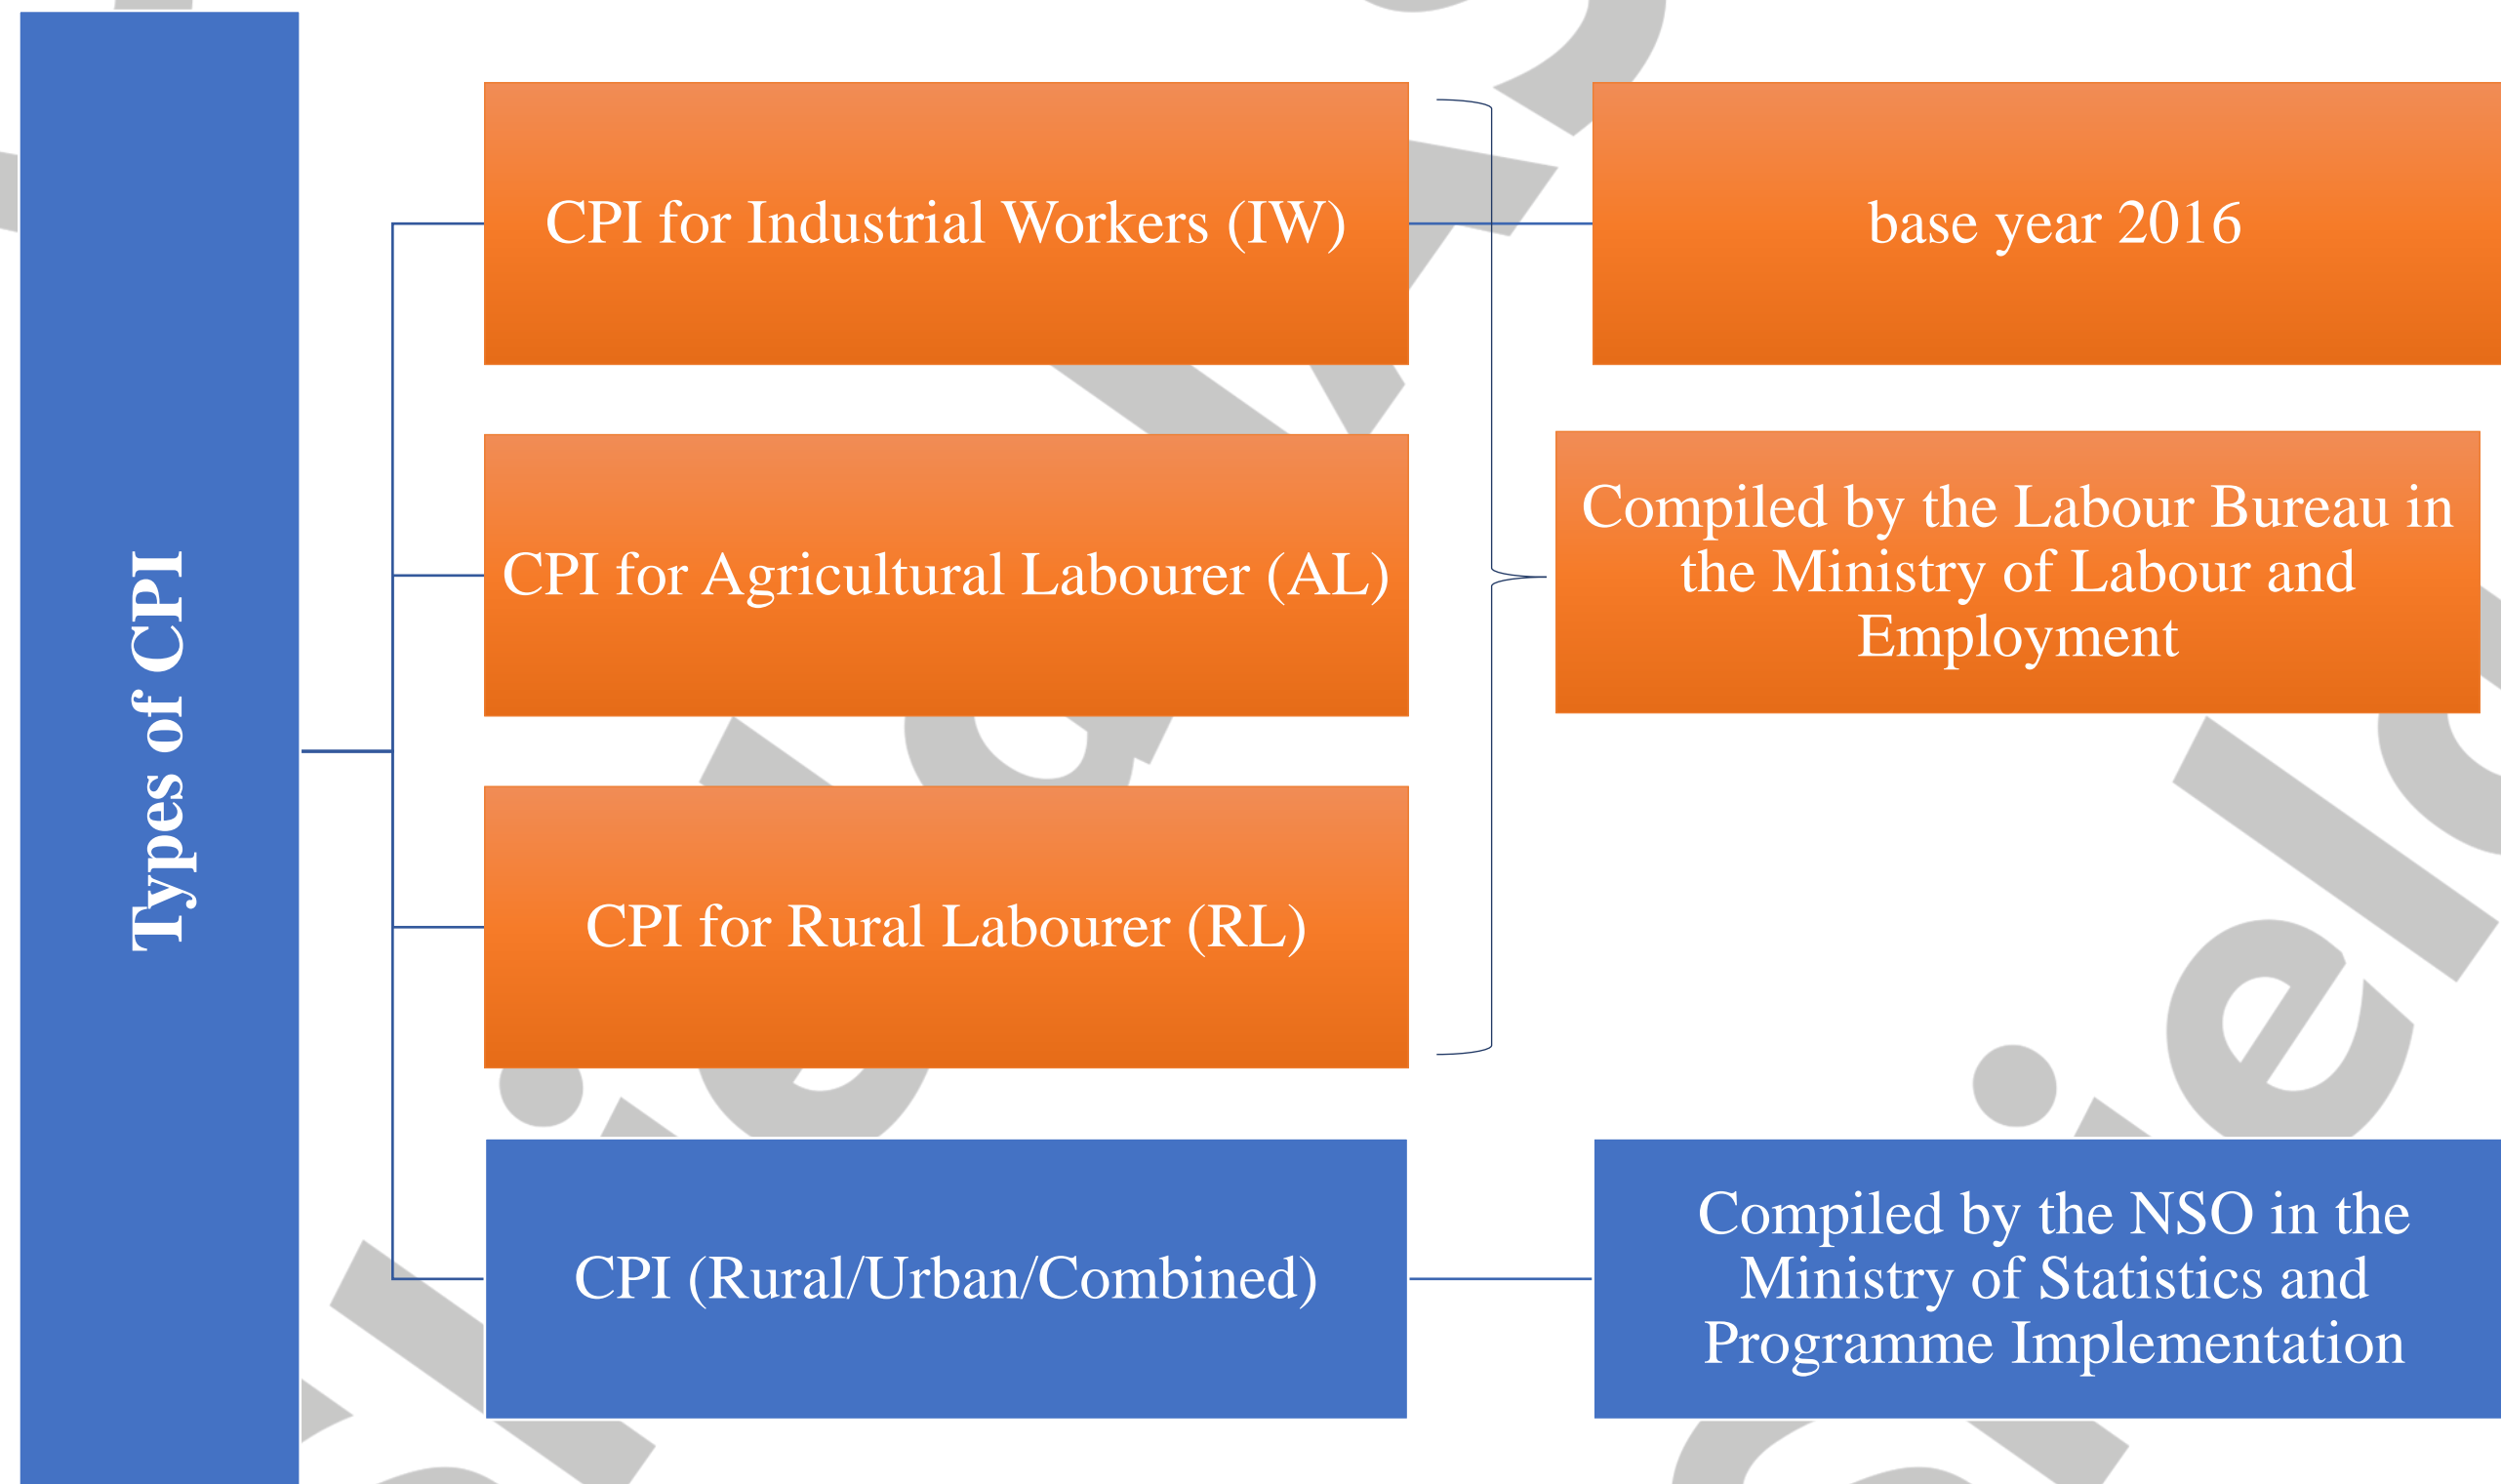 Types of CPI
CPI for Industrial Workers (IW)
base year 2016
CPI for Agricultural Labourer (AL)
Compiled by the Labour Bureau in
the Ministry of Labour and
Employment
CPI for Rural Labourer (RL)
CPI (Rural/Urban/Combined)
Compiled by the NSO in the
Ministry of Statistics and
Programme Implementation